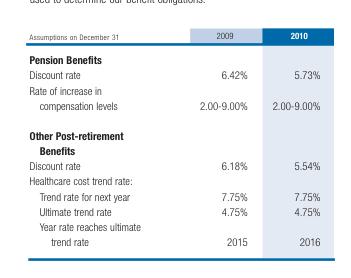 used to determine our benefit obligations.
Assumptions on December 31 2009 2010
Pension Benefits
Discount rate 6.42% 5.73%
Rate of increase in
compensation levels 2.00-9.00% 2.00-9.00%
Other Post-retirement
Benefits
Discount rate 6.18% 5.54%
Healthcare cost trend rate:
Trend rate for next year 7.75% 7.75%
Ultimate trend rate 4.75% 4.75%
Year rate reaches ultimate
trend rate 2015 2016